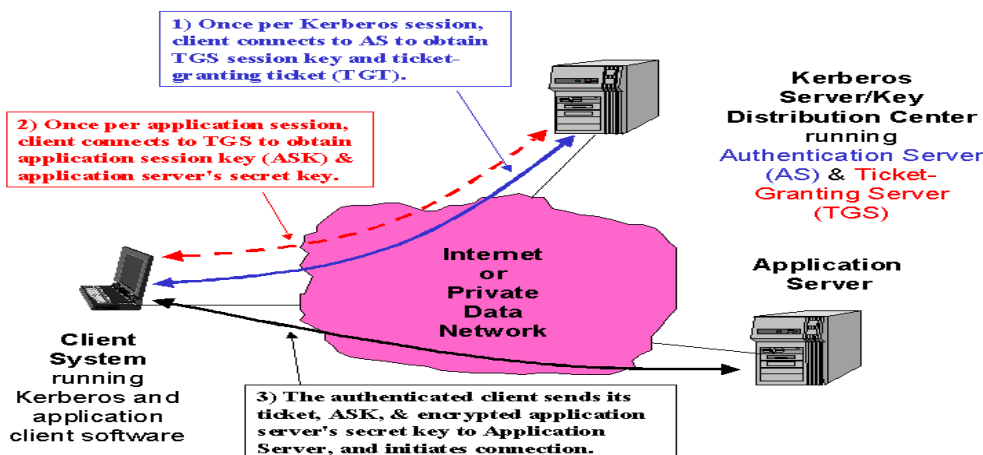 1) Once per Kerberos session,
client connects to AS to obtain
TGS session key and ticket-
granting ticket (TGT).
2) Once per application session,
client connects to TGS to obtain
application session key (ASK) &
application server's secret key.
Kerberos
Server/Key
Distribution Center
running
Authentication Server
(AS) & Ticket-
Granting Server
(TGS)
Internet
or
Private
Data
Network
Application
Server
Client
System
running
Kerberos and
application
client software
3) The authenticated client sends its
ticket, ASK, & encrypted application
server's secret key to Application
Server, and initiates connection.